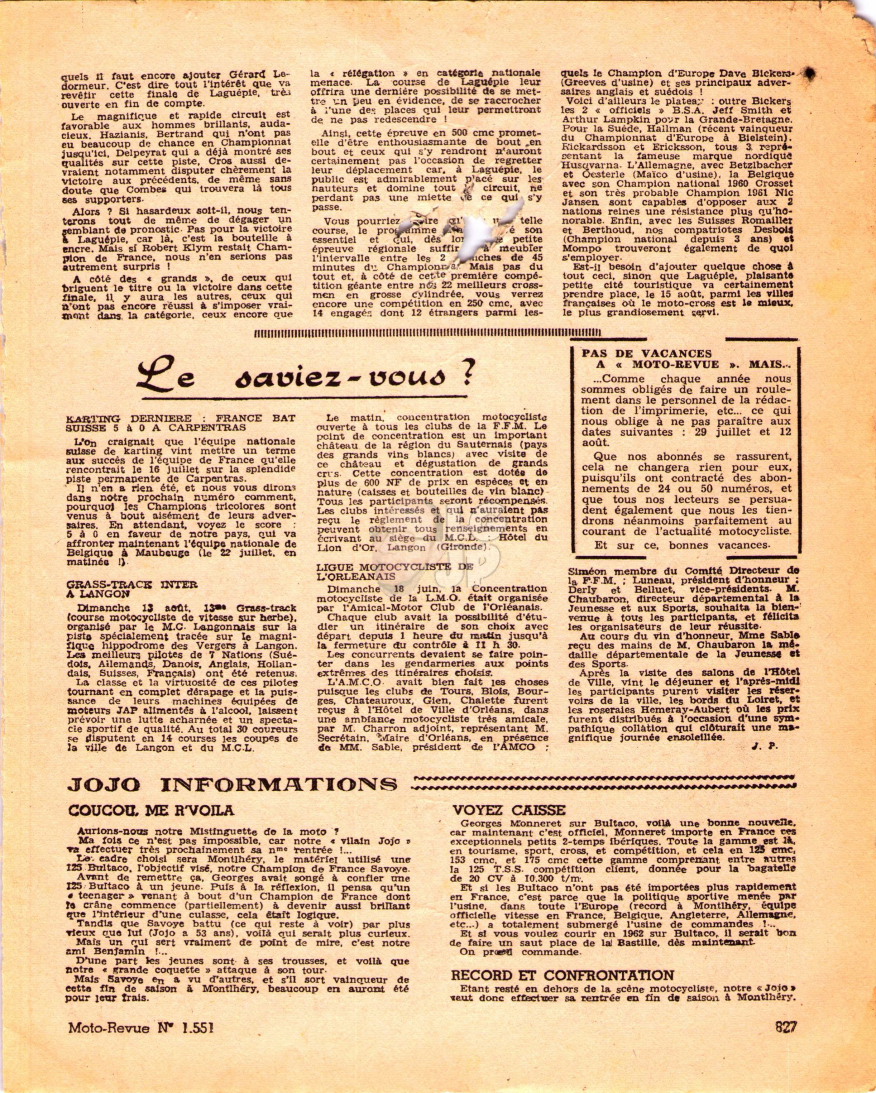 quels il faut encore ajouter Gérard Le-
dormeur. C'est dire tout l'intérêt que va
revêtir cette finale de Laguépie, très
ouverte en fin de compte.
Le magnifique et rapide circuit est
favorable aux hommes brillants, auda-
cieux. Hazianis, Bertrand qui n'ont pas
eu beaucoup de chance en Championnat
jusqu'ici, Delpeyrat qui a déjà montré ses
qualités sur cette piste, Cros aussi de-
vraient notamment disputer chèrement la
victoire aux précédents, de même sans
doute que Combes qui trouvera là tous
ses supporters.
Alors ? Si hasardeux soit-il, nous ten-
terons tout de même de dégager un
semblant de pronostic. Pas pour la victoire
à Laguépie, car là, c'est la bouteille à
encre. Mais si Robert Klym restait Cham-
pion de France, nous n'en serions pas
autrement surpris !
A côté des « grands », de ceux qui
briguent le titre ou la victoire dans cette
finale, il y aura les autres, ceux qui
n'ont pas encore réussi à s'imposer vrai-
ment dans la catégorie, ceux encore que
la « rélégation » en catégorie nationale
menace. La course de Laguépie leur
offrira une dernière possibilité de se met-
tre un peu en évidence, de se raccrocher
à l'une des places qui leur permettront
de ne pas redescendre !
Ainsi, cette épreuve en 500 cmc promet-
elle d'être enthousiasmante de bout en
bout et ceux qui s'y rendront n'auront
certainement pas l'occasion de regretter
leur déplacement car, à Laguépie, le
public est admirablement placé sur les
hauteurs et domine tout circuit, ne
perdant pas une miette de ce qui s'y
passe.
Vous pourriez telle
course, le programme son
essentiel et qui, dès petite
épreuve régionale à meubler
l'intervalle entre les 2 manches de 45
minutes du Championnat. Mais pas du
tout et, à côté de cette première compé-
tition géante entre nos 22 meilleurs cross-
men en grosse cylindrée, vous verrez
encore une compétition en 250 cmc, avec
14 engagés dont 12 étrangers parmi les-
quels le Champion d'Europe Dave Bickers
(Greeves d'usine) et ses principaux adver-
saires anglais et suédois !
Voici d'ailleurs le plateau : outre Bickers
les 2 « officiels » B.S.A. Jeff Smith et
Arthur Lampkin pour la Grande-Bretagne.
Pour la Suède, Hallman (récent vainqueur
du Championnat d'Europe à Bielstein).
Rickardsson et Ericksson, tous 3 repré-
sentant la fameuse marque nordique
Husqvarna. L'Allemagne, avec Betzlbacher
et Oesterle (Maïco d'usine), la Belgique
avec son Champion national 1960 Crosset
et son très probable Champion 1961 Nic
Jansen sont capables d'opposer aux 2
nations reines une résistance plus qu'ho-
norable. Enfin, avec les Suisses Romailler
et Berthoud, nos compatriotes Desbois
(Champion national depuis 3 ans) et
Mompo trouveront également de quoi
s'employer.
Est-il besoin d'ajouter quelque chose à
tout ceci, sinon que Laguépie, plaisante
petite cité touristique va certainement
prendre place, le 15 août, parmi les villes
françaises où le moto-cross est le mieux,
le plus grandiosement servi.
Le saviez-vous ?
KARTING DERNIERE : FRANCE BAT
SUISSE 5 à 0 A CARPENTRAS
L'on craignait que l'équipe nationale
suisse de karting vint mettre un terme
aux succès de l'équipe de France qu'elle
rencontrait le 16 juillet sur la splendide
piste permanente de Carpentras.
Il n'en a rien été, et nous vous dirons
dans notre prochain numéro comment,
pourquoi les Champions tricolores sont
venus à bout aisément de leurs adver-
saires. En attendant, voyez le score :
5 à 0 en faveur de notre pays, qui va
affronter maintenant l'équipe nationale de
Belgique à Maubeuge (le 22 juillet, en
matinée !).
GRASS-TRACK INTER
A LANGON
Dimanche 13 août, 13me Grass-track
(course motocycliste de vitesse sur herbe),
organisé par le M.C. Langonnais sur la
piste spécialement tracée sur le magni-
fique hippodrome des Vergers à Langon.
Les meilleurs pilotes de 7 Nations (Sué-
dois, Allemands, Danois, Anglais, Hollan-
dais, Suisses, Français) ont été retenus.
La classe et la virtuosité de ces pilotes
tournant en complet dérapage et la puis-
sance de leurs machines équipées de
moteurs JAP alimentés à l'alcool, laissent
prévoir une lutte acharnée et un specta-
cle sportif de qualité. Au total 30 coureurs
se disputent en 14 courses les coupes de
la ville de Langon et du M.C.L.
Le matin, concentration motocycliste
ouverte à tous les clubs de la F.F.M. Le
point de concentration est un important
château de la région du Sauternais (pays
des grands vins blancs) avec visite de
ce château et dégustation de grands
crus. Cette concentration est dotée de
plus de 600 NF de prix en espèces et en
nature (caisses et bouteilles de vin blanc)
Tous les participants seront récompensés.
Les clubs intéressés et qui n'auraient pas
reçu le règlement de la concentration
peuvent obtenir tous renseignements en
écrivant au siège du M.C.L. Hôtel du
Lion d'Or, Langon (Gironde).
LIGUE MOTOCYCLISTE DE
L'ORLEANAIS
Dimanche 18 juin, la Concentration
motocycliste de la L.M.O. était organisée
par l'Amical-Motor Club de l'Orléanais.
Chaque club avait la possibilité d'étu-
dier un itinéraire de son choix avec
départ depuis 1 heure du matin jusqu'à
la fermeture du contrôle à 11 h 30.
Les concurrents devaient se faire poin-
ter dans les gendarmeries aux points
extrêmes des itinéraires choisis.
L'A.M.C.O. avait bien fait les choses
puisque les clubs de Tours, Blois, Bour-
ges, Chateauroux, Gien, Chalette furent
reçus à l'Hôtel de Ville d'Orléans, dans
une ambiance motocycliste très amicale,
par M. Charron adjoint, représentant M.
Secrétain, Maire d'Orléans, en présence
de MM. Sable, président de l'AMCO ;
PAS DE VACANCES
A « MOTO-REVUE ». MAIS...
...Comme chaque année nous
sommes obligés de faire un roule-
ment dans le personnel de la rédac-
tion de l'imprimerie, etc... ce qui
nous oblige à ne pas paraître aux
dates suivantes : 29 juillet et 12
août.
Que nos abonnés se rassurent,
cela ne changera rien pour eux,
puisqu'ils ont contracté des abon-
nements de 24 ou 50 numéros, et
que tous nos lecteurs se persua-
dent également que nous les tien-
drons néanmoins parfaitement au
courant de l'actualité motocycliste.
Et sur ce, bonnes vacances.
Siméon membre du Comité Directeur de
la F.F.M. ; Luneau, président d'honneur ;
Derly et Belluet, vice-présidents. M.
Chaubaron, directeur départemental à la
Jeunesse et aux Sports, souhaita la bien-
venue à tous les participants, et félicita
les organisateurs de leur réussite.
Au cours du vin d'honneur, Mme Sable
reçu des mains de M. Chaubaron la mé-
daille départementale de la Jeunesse et
des Sports.
Après la visite des salons de l'Hôtel
de Ville, vint le déjeuner et l'après-midi
les participants purent visiter les réser-
voirs de la ville, les bords du Loiret, et
les roserales Hemeray-Aubert où les prix
furent distribués à l'occasion d'une sym-
pathique collation qui clôturait une ma-
gnifique journée ensoleillée.
J. P.
JOJO INFORMATIONS
COUCOU, ME R'VOILA
Aurions-nous notre Mistinguette de la moto ?
Ma fois ce n'est pas impossible, car notre « vilain Jojo »
va effectuer très prochainement sa nme rentrée !...
Le cadre choisi sera Montlhéry, le matériel utilisé une
125 Bultaco, l'objectif visé, notre Champion de France Savoye.
Avant de remettre ça, Georges avait songé à confier une
125 Bultaco à un jeune. Puis à la réflexion, il pensa qu'un
« teenager » venant à bout d'un Champion de France dont
le crâne commence (partiellement) à devenir aussi brillant
que l'intérieur d'une culasse, cela était logique.
Tandis que Savoye battu (ce qui reste à voir) par plus
vieux que lui (Jojo a 53 ans), voilà qui serait plus curieux.
Mais un qui sert vraiment de point de mire, c'est notre
ami Benjamin !...
D'une part les jeunes sont à ses trousses, et voilà que
notre « grande coquette » attaque à son tour.
Mais Savoye en a vu d'autres, et s'il sort vainqueur de
cette fin de saison à Montlhéry, beaucoup en auront été
pour leur frais.
VOYEZ CAISSE
Georges Monneret sur Bultaco, voilà une bonne nouvelle,
car maintenant c'est officiel, Monneret importe en France ces
exceptionnels petits 2-temps ibériques. Toute la gamme est là,
en tourisme, sport, cross, et compétition, et cela en 125 cmc,
153 cmc, et 175 cmc cette gamme comprenant entre autres
la 125 T.S.S. compétition client, donnée pour la bagatelle
de 20 CV à 10.300 t/m.
Et si les Bultaco n'ont pas été importées plus rapidement
en France, c'est parce que la politique sportive menée par
l'usine, dans toute l'Europe (record à Montlhéry, équipe
officielle vitesse en France, Belgique, Angleterre, Allemagne,
etc...) a totalement submergé l'usine de commandes !...
Et si vous voulez courir en 1962 sur Bultaco, il serait bon
de faire un saut place de la Bastille, dès maintenant.
On prend commande.
RECORD ET CONFRONTATION
Etant resté en dehors de la scène motocycliste, notre « Jojo »
veut donc effectuer sa rentrée en fin de saison à Montlhéry.
Moto-Revue N° 1.551
827